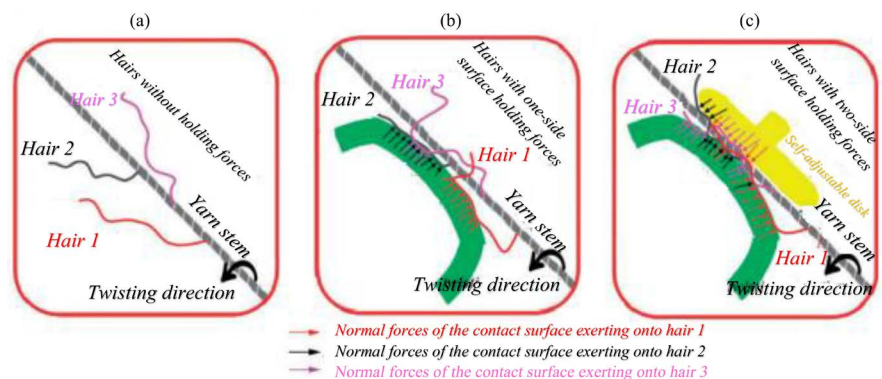 (a)
(b)
(c)
Hairs without holding forces
Hair 3
Hair 2
Hair 1
Yarn stem
Twisting direction
Hairs with one-side
surface holding
forces
Hair 3
Hair 2
Hair 1
Yarn stem
Twisting direction
Hairs with two-side
surface holding forces
Hair 2
Hair 3
Self-adjustable disk
Yarn stem
Hair 1
Twisting direction
Normal forces of the contact surface exerting onto hair 1
Normal forces of the contact surface exerting onto hair 2
Normal forces of the contact surface exerting onto hair 3